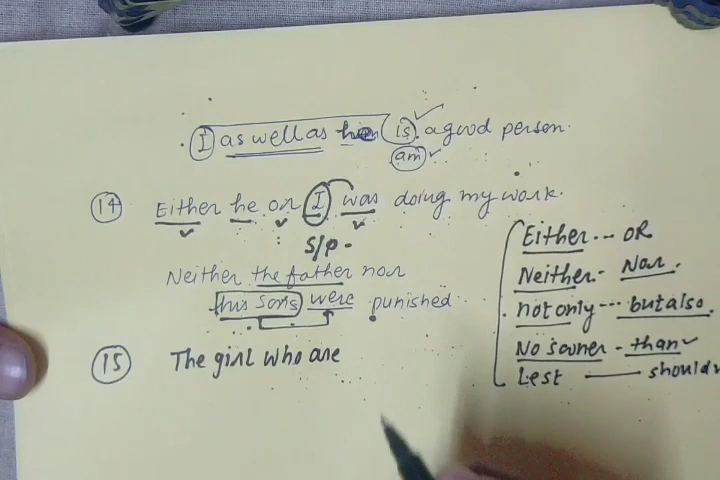 I as well as he is a good person.
am
14 Either he or I was doing my work.
S/P -
Neither the father nor
his sons were punished
15 The girl who are
Either --- OR
Neither - Nor.
not only --- but also.
No sooner - than
Lest —— should